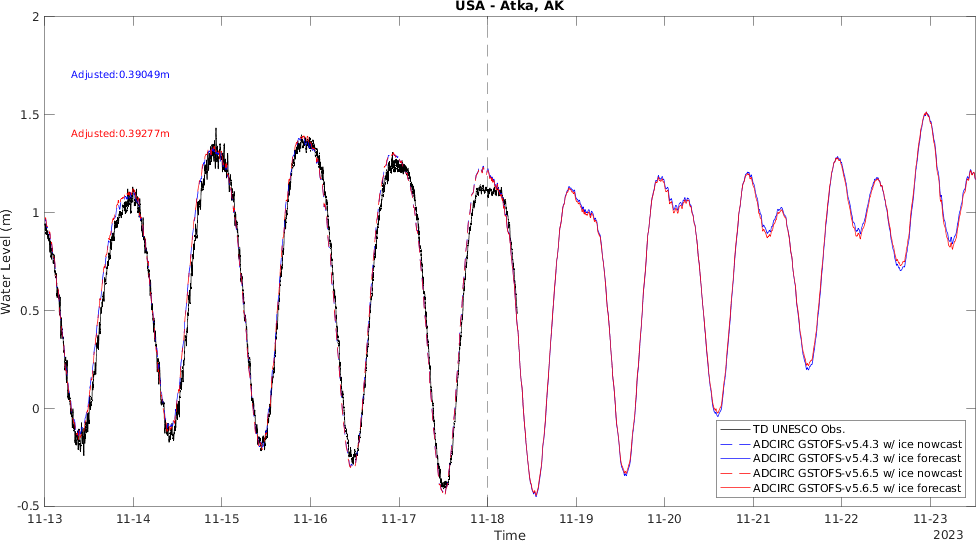 USA - Atka, AK
2
1.5
1
0.5
0
-0.5
Water Level (m)
Adjusted:0.39049m
Adjusted:0.39277m
TD UNESCO Obs.
ADCIRC GSTOFS-v5.4.3 w/ ice nowcast
ADCIRC GSTOFS-v5.4.3 w/ ice forecast
ADCIRC GSTOFS-v5.6.5 w/ ice nowcast
ADCIRC GSTOFS-v5.6.5 w/ ice forecast
11-13 11-14 11-15 11-16 11-17 11-18 11-19 11-20 11-21 11-22 11-23
Time
2023